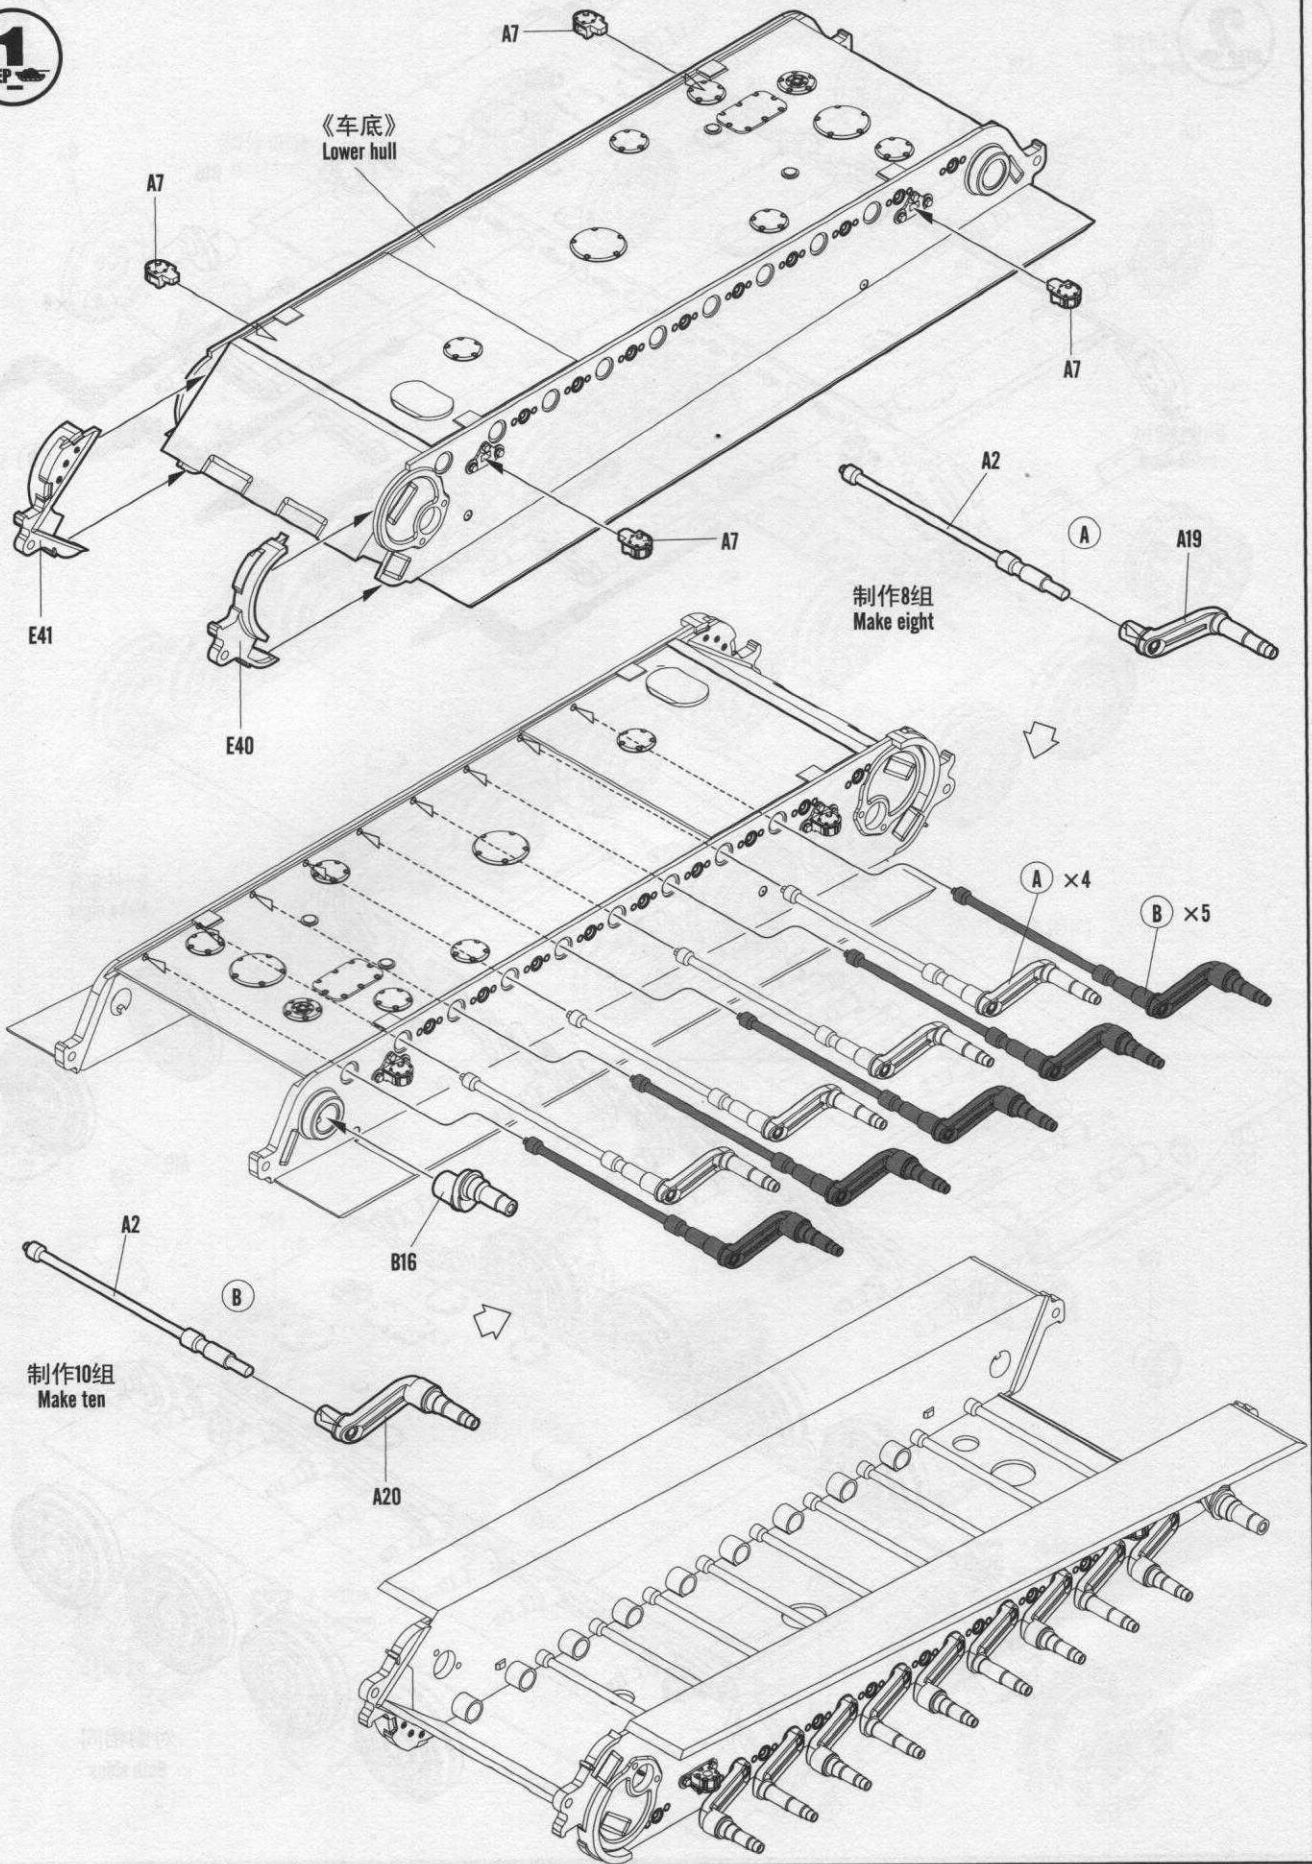 1
EP
A7
《车底》
Lower hull
A7
A7
A7
E41
E40
A2
A
A19
制作8组
Make eight
A ×4
B ×5
B16
A2
B
制作10组
Make ten
A20